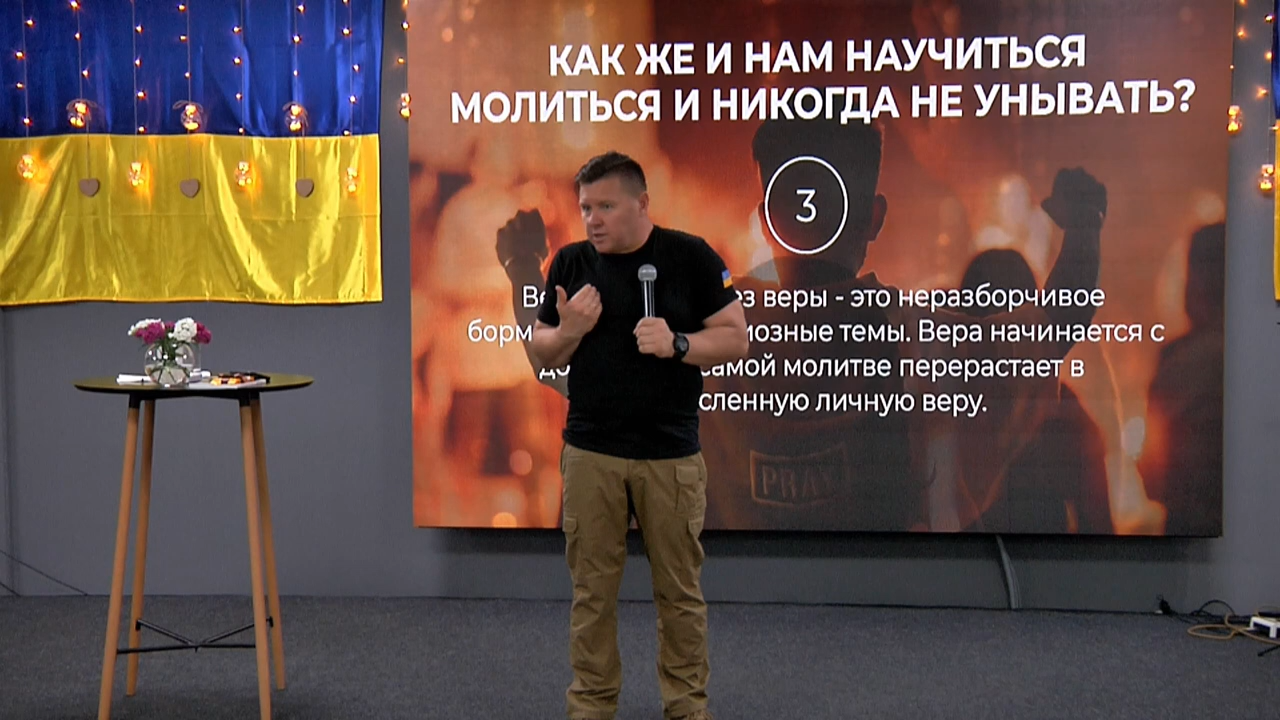 КАК ЖЕ И НАМ НАУЧИТЬСЯ
МОЛИТЬСЯ И НИКОГДА НЕ УНЫВАТЬ?
3
веры - это неразборчивое
темы. Вера начинается с
самой молитве перерастает в
личную веру.
PRAY